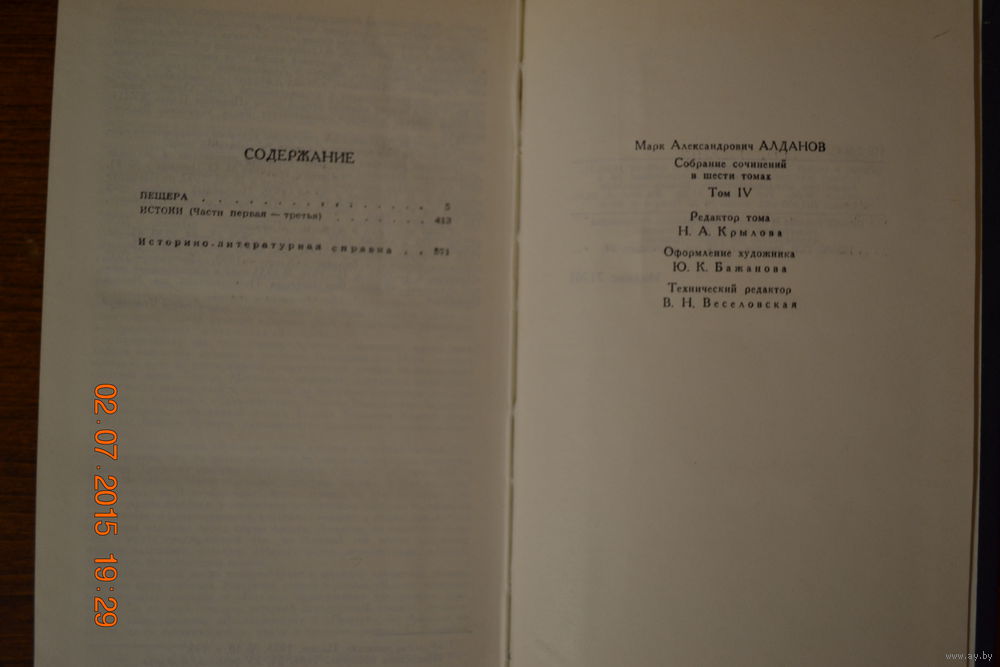 СОДЕРЖАНИЕ
ПЕЩЕРА . . . . . . . . . . . . . . . 5
ИСТОКИ (Части первая — третья) . . . . . . . 413
Историко-литературная справка . .
Марк Александрович АЛДАНОВ
Собрание сочинений
в шести томах
Том IV
Редактор тома
Н. А. Крылова
Оформление художника
Ю. К. Бажанова
Технический редактор
В. Н. Веселовская
02.07.2015 19:29
www.ay.by